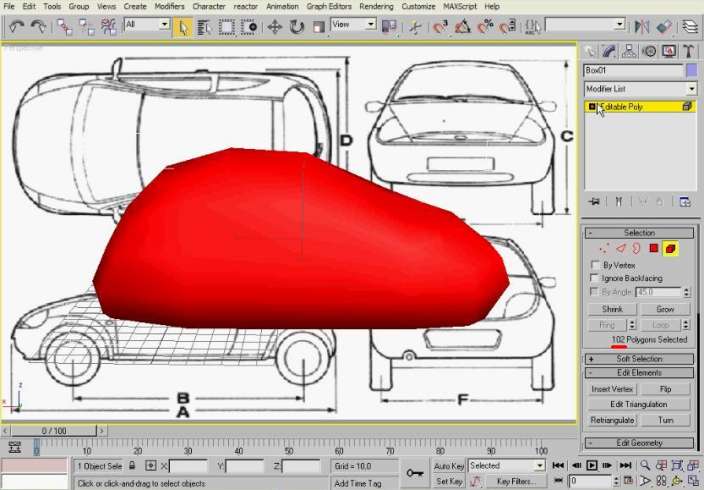 File Edit Tools Group Views Create Modifiers Character reactor Animation Graph Editors Rendering Customize MAXScript Help
All
View
Perspective
Box01
Modifier List
Editable Poly
D
C
B
A
F
- Selection
By Vertex
Ignore Backfacing
By Angle: 45.0
Shrink Grow
Ring Loop
102 Polygons Selected
+ Soft Selection
- Edit Elements
Insert Vertex Flip
Edit Triangulation
Retriangulate Turn
- Edit Geometry
z
x
< 0 / 100 >
0 10 20 30 40 50 60 70 80 90 100
1 Object Sele X: Y: Z: Grid = 10,0 Auto Key Selected
Click or click-and-drag to select objects Add Time Tag Set Key Key Filters... 0